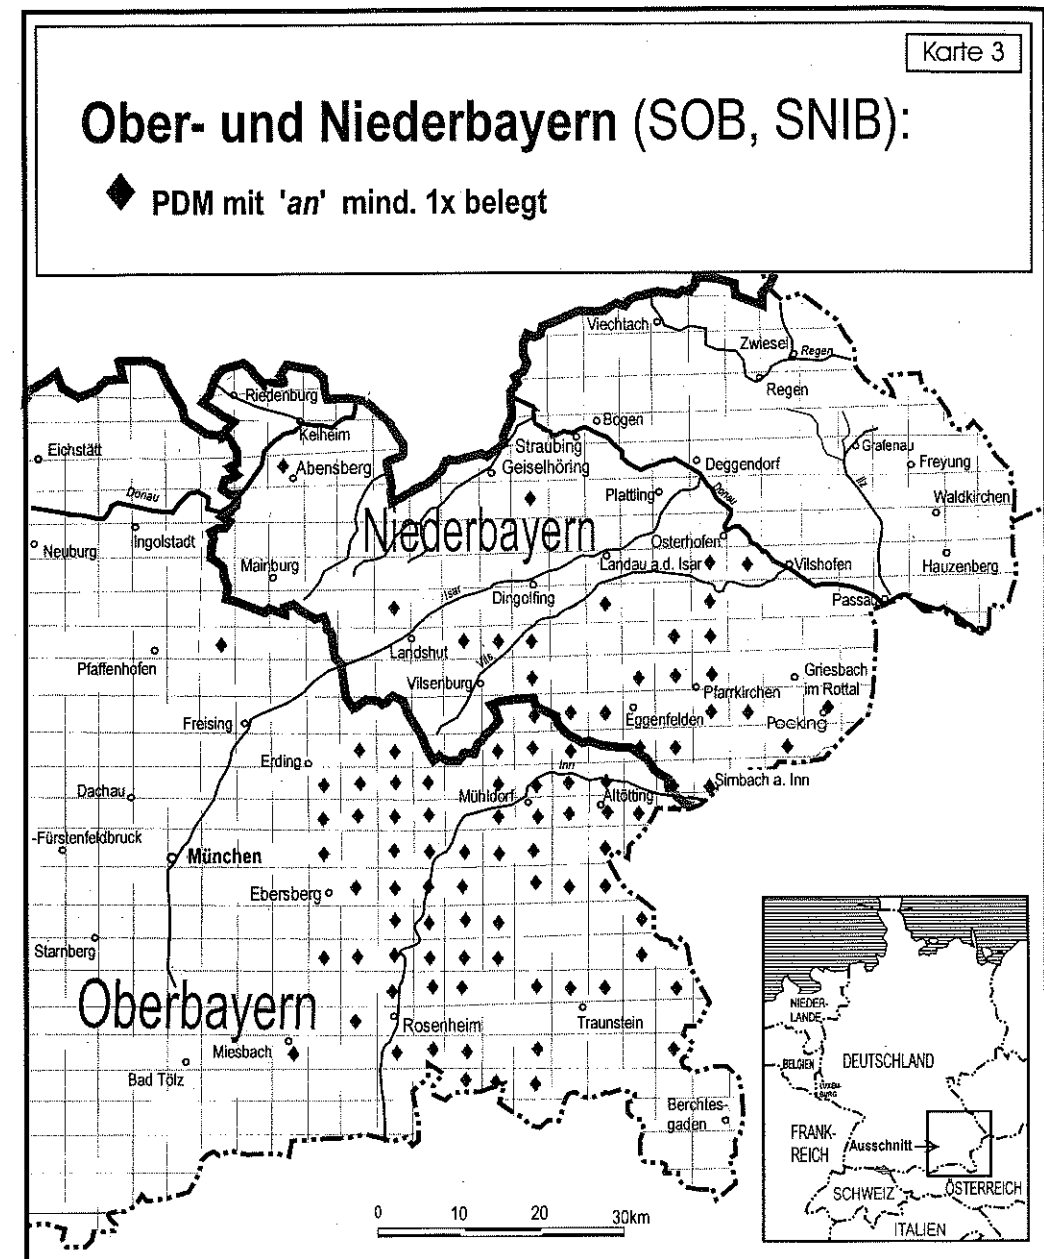 Karte 3
Ober- und Niederbayern (SOB, SNIB):
PDM mit 'an' mind. 1x belegt
Viechtach
Zwiesel
Regen
Regen
Riedenburg
Kelheim
Bogen
Straubing
Grafenau
Eichstätt
Abensberg
Geiselhöring
Deggendorf
Freyung
Donau
Plattling
Donau
Ilz
Waldkirchen
Niederbayern
Neuburg
Ingolstadt
Osterhofen
Mainburg
Landau a.d. Isar
Vilshofen
Hauzenberg
Isar
Dingolfing
Passau
Pfaffenhofen
Landshut
Vils
Vilsenburg
Pfarrkirchen
Griesbach
im Rottal
Freising
Eggenfelden
Pocking
Erding
Inn
Simbach a. Inn
Dachau
Mühldorf
Altötting
-Fürstenfeldbruck
München
Ebersberg
Starnberg
Oberbayern
Rosenheim
Traunstein
Miesbach
Bad Tölz
Berchtes-
gaden
NIEDER-
LANDE
BELGIEN
DEUTSCHLAND
LUXEM-
BURG
FRANK-
REICH
Ausschnitt
SCHWEIZ
ÖSTERREICH
ITALIEN
0 10 20 30km